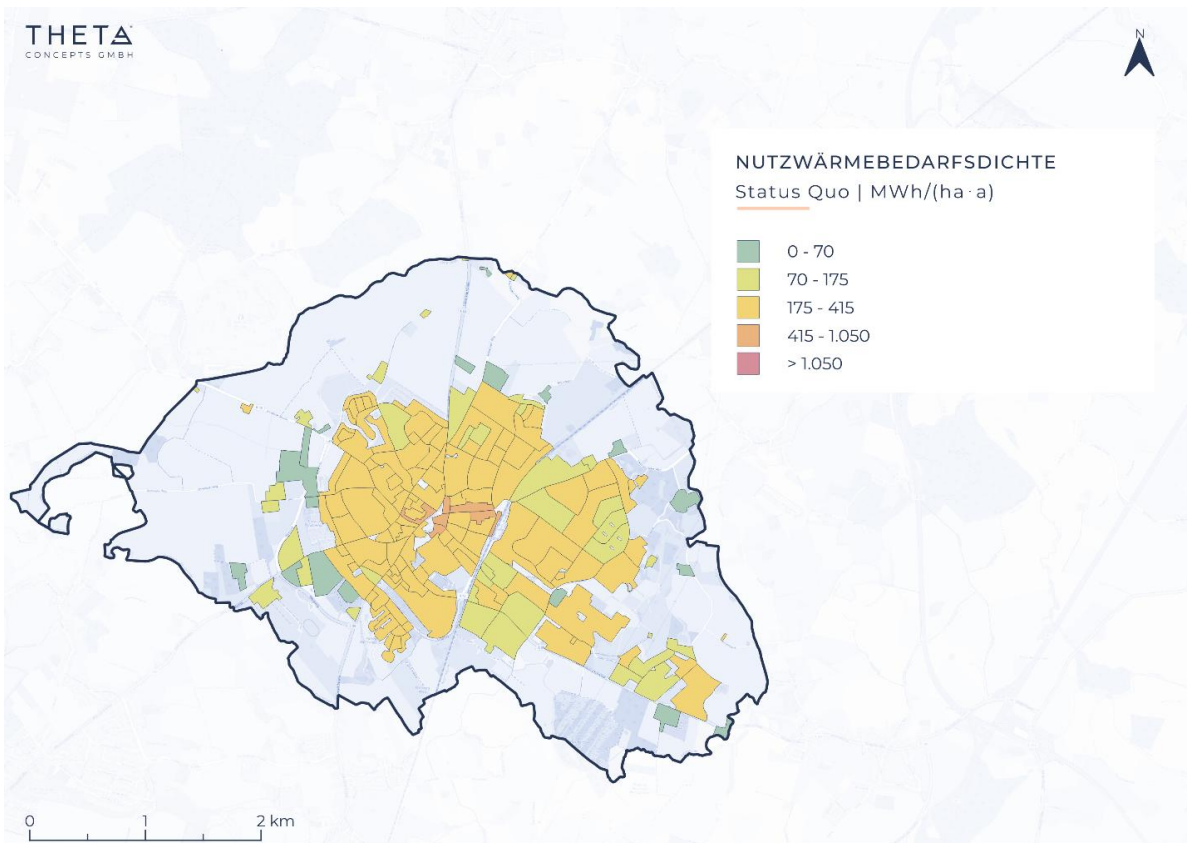 THETA
CONCEPTS GMBH
N
NUTZWÄRMEBEDARFSDICHTE
Status Quo | MWh/(ha·a)
0 - 70
70 - 175
175 - 415
415 - 1.050
> 1.050
0 1 2 km